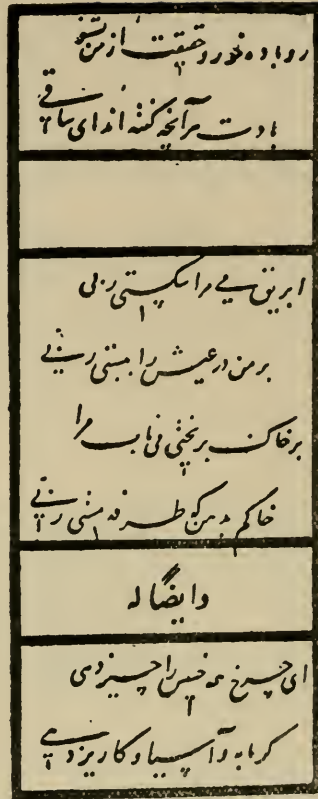 رو باده خور و حقیقت از من بشنو
بادست هر آنچه گفته اند ای ساقی
ابریق می مرا شکستی ربی
بر من در عیش را ببستی ربی
بر خاک بریختی می ناب مرا
خاکم بدهن که طرفه مستی ربی
وایضاً له
ای چرخ همه خسیس را چیز دهی
گرمابه و آسیا و کاریز دهی